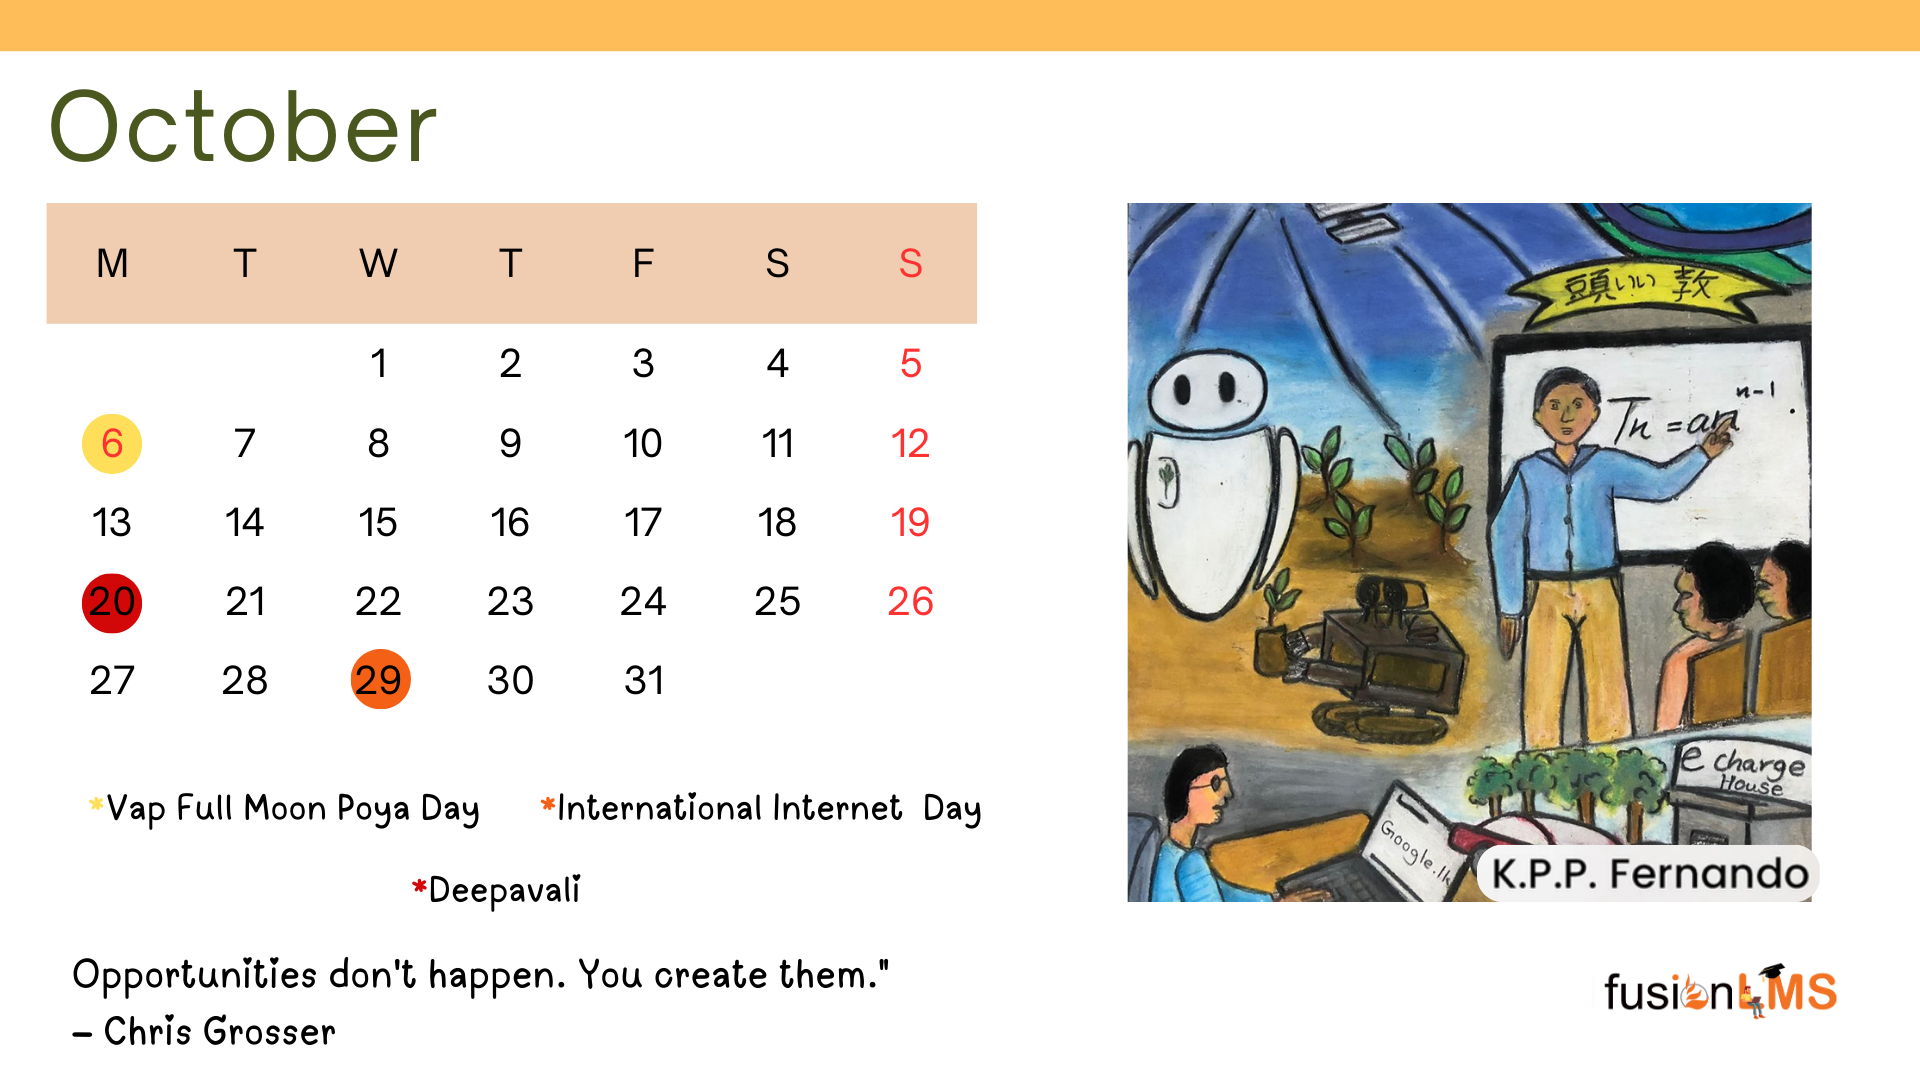 October
M T W T F S S
1 2 3 4 5
6 7 8 9 10 11 12
13 14 15 16 17 18 19
20 21 22 23 24 25 26
27 28 29 30 31
*Vap Full Moon Poya Day *International Internet Day
*Deepavali
Opportunities don't happen. You create them."
– Chris Grosser
頭いい 教
Tn = ar n-1
e charge
House
Google.lk
K.P.P. Fernando
fusionLMS